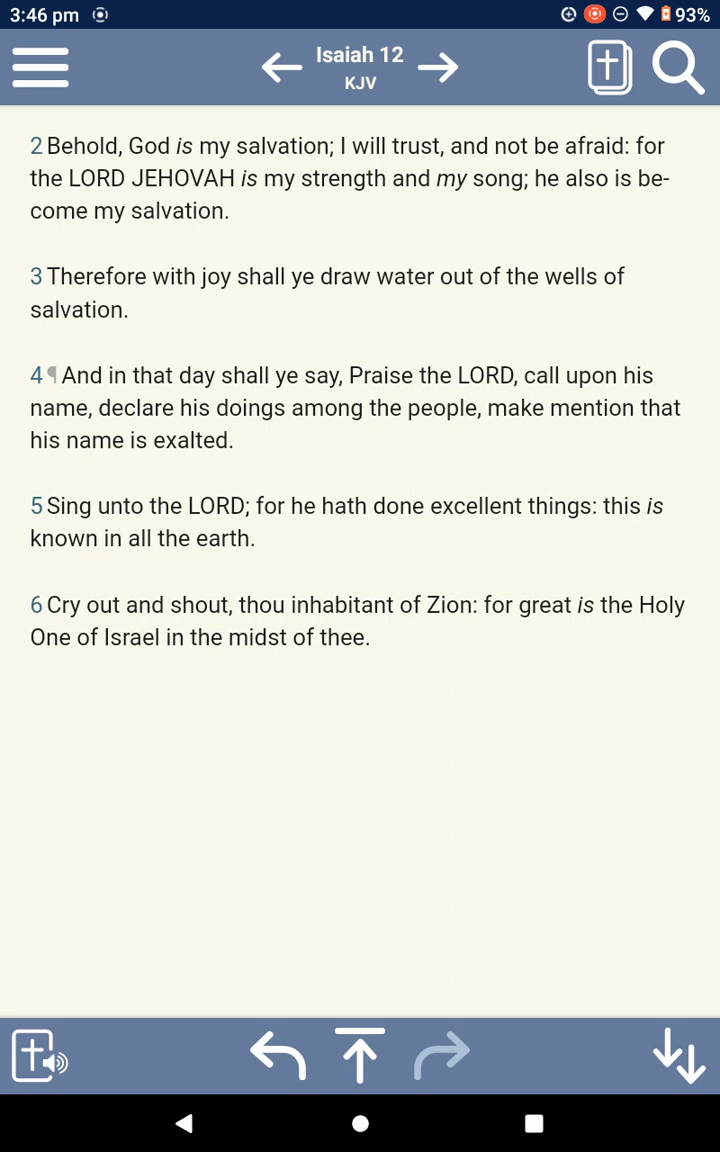 3:46 pm
93%
Isaiah 12
KJV
2 Behold, God is my salvation; I will trust, and not be afraid: for
the LORD JEHOVAH is my strength and my song; he also is be-
come my salvation.
3 Therefore with joy shall ye draw water out of the wells of
salvation.
4 ¶ And in that day shall ye say, Praise the LORD, call upon his
name, declare his doings among the people, make mention that
his name is exalted.
5 Sing unto the LORD; for he hath done excellent things: this is
known in all the earth.
6 Cry out and shout, thou inhabitant of Zion: for great is the Holy
One of Israel in the midst of thee.